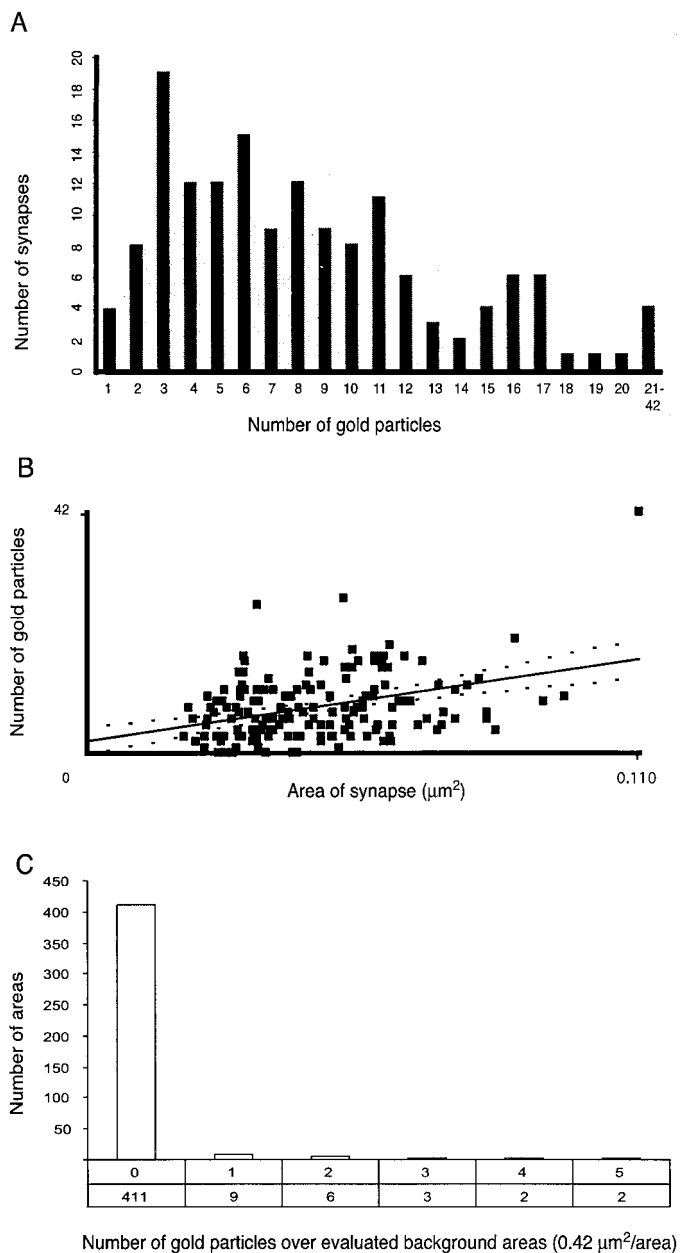 A
Number of synapses
20
18
16
14
12
10
8
6
4
2
0
1 2 3 4 5 6 7 8 9 10 11 12 13 14 15 16 17 18 19 20 21-42
Number of gold particles
B
Number of gold particles
42
0
0.110
Area of synapse (μm²)
C
Number of areas
450
400
350
300
250
200
150
100
50
0 1 2 3 4 5
411 9 6 3 2 2
Number of gold particles over evaluated background areas (0.42 μm²/area)